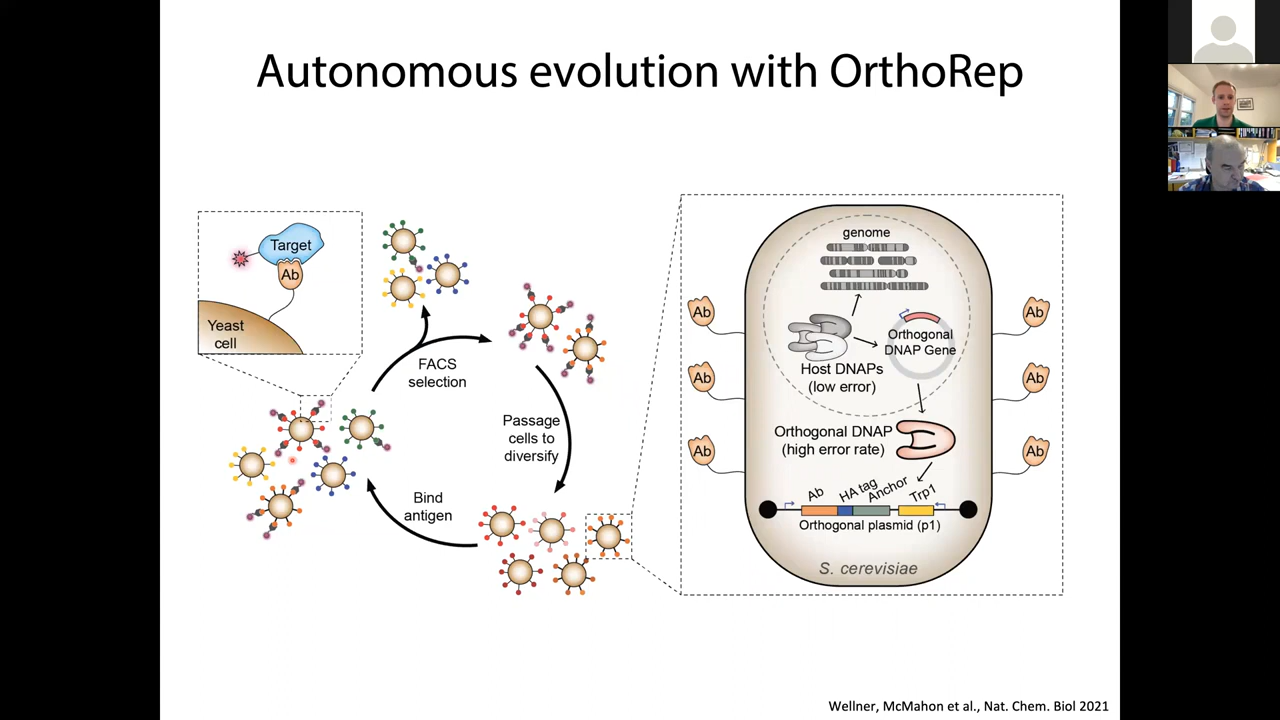 Autonomous evolution with OrthoRep
Target
Ab
Yeast
cell
FACS
selection
Passage
cells to
diversify
Bind
antigen
genome
Orthogonal
DNAP Gene
Host DNAPs
(low error)
Orthogonal DNAP
(high error rate)
Ab
Ab
Ab
Ab
Ab
Ab
Ab HA tag Anchor Trp1
Orthogonal plasmid (p1)
S. cerevisiae
Wellner, McMahon et al., Nat. Chem. Biol 2021